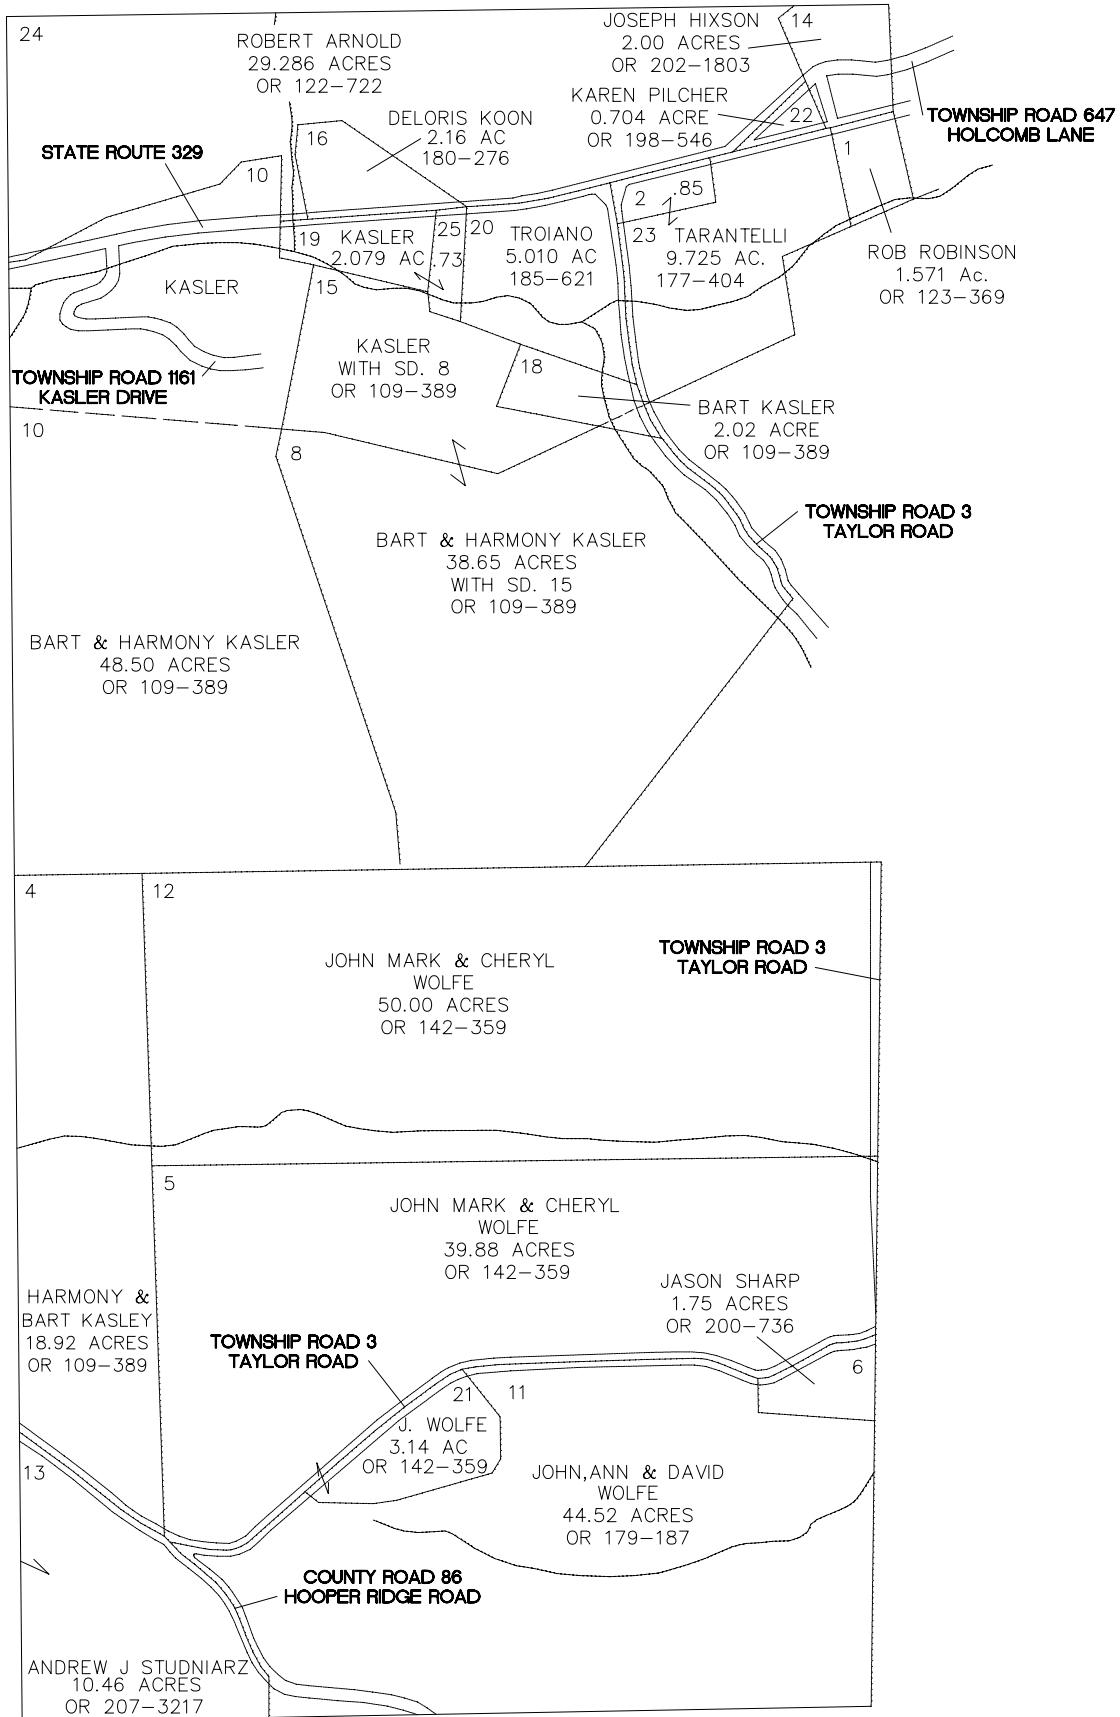 24
ROBERT ARNOLD
29.286 ACRES
OR 122-722
JOSEPH HIXSON
2.00 ACRES
OR 202-1803
14
KAREN PILCHER
0.704 ACRE
OR 198-546
22
TOWNSHIP ROAD 647
HOLCOMB LANE
DELORIS KOON
2.16 AC
180-276
16
STATE ROUTE 329
10
1
2
.85
19
KASLER
2.079 AC
25
.73
20
TROIANO
5.010 AC
185-621
23
TARANTELLI
9.725 AC.
177-404
ROB ROBINSON
1.571 Ac.
OR 123-369
KASLER
15
KASLER
WITH SD. 8
OR 109-389
18
TOWNSHIP ROAD 1161
KASLER DRIVE
BART KASLER
2.02 ACRE
OR 109-389
10
8
TOWNSHIP ROAD 3
TAYLOR ROAD
BART & HARMONY KASLER
38.65 ACRES
WITH SD. 15
OR 109-389
BART & HARMONY KASLER
48.50 ACRES
OR 109-389
4
12
JOHN MARK & CHERYL
WOLFE
50.00 ACRES
OR 142-359
TOWNSHIP ROAD 3
TAYLOR ROAD
5
JOHN MARK & CHERYL
WOLFE
39.88 ACRES
OR 142-359
JASON SHARP
1.75 ACRES
OR 200-736
HARMONY &
BART KASLEY
18.92 ACRES
OR 109-389
TOWNSHIP ROAD 3
TAYLOR ROAD
6
21
11
J. WOLFE
3.14 AC
OR 142-359
13
JOHN,ANN & DAVID
WOLFE
44.52 ACRES
OR 179-187
COUNTY ROAD 86
HOOPER RIDGE ROAD
ANDREW J STUDNIARZ
10.46 ACRES
OR 207-3217